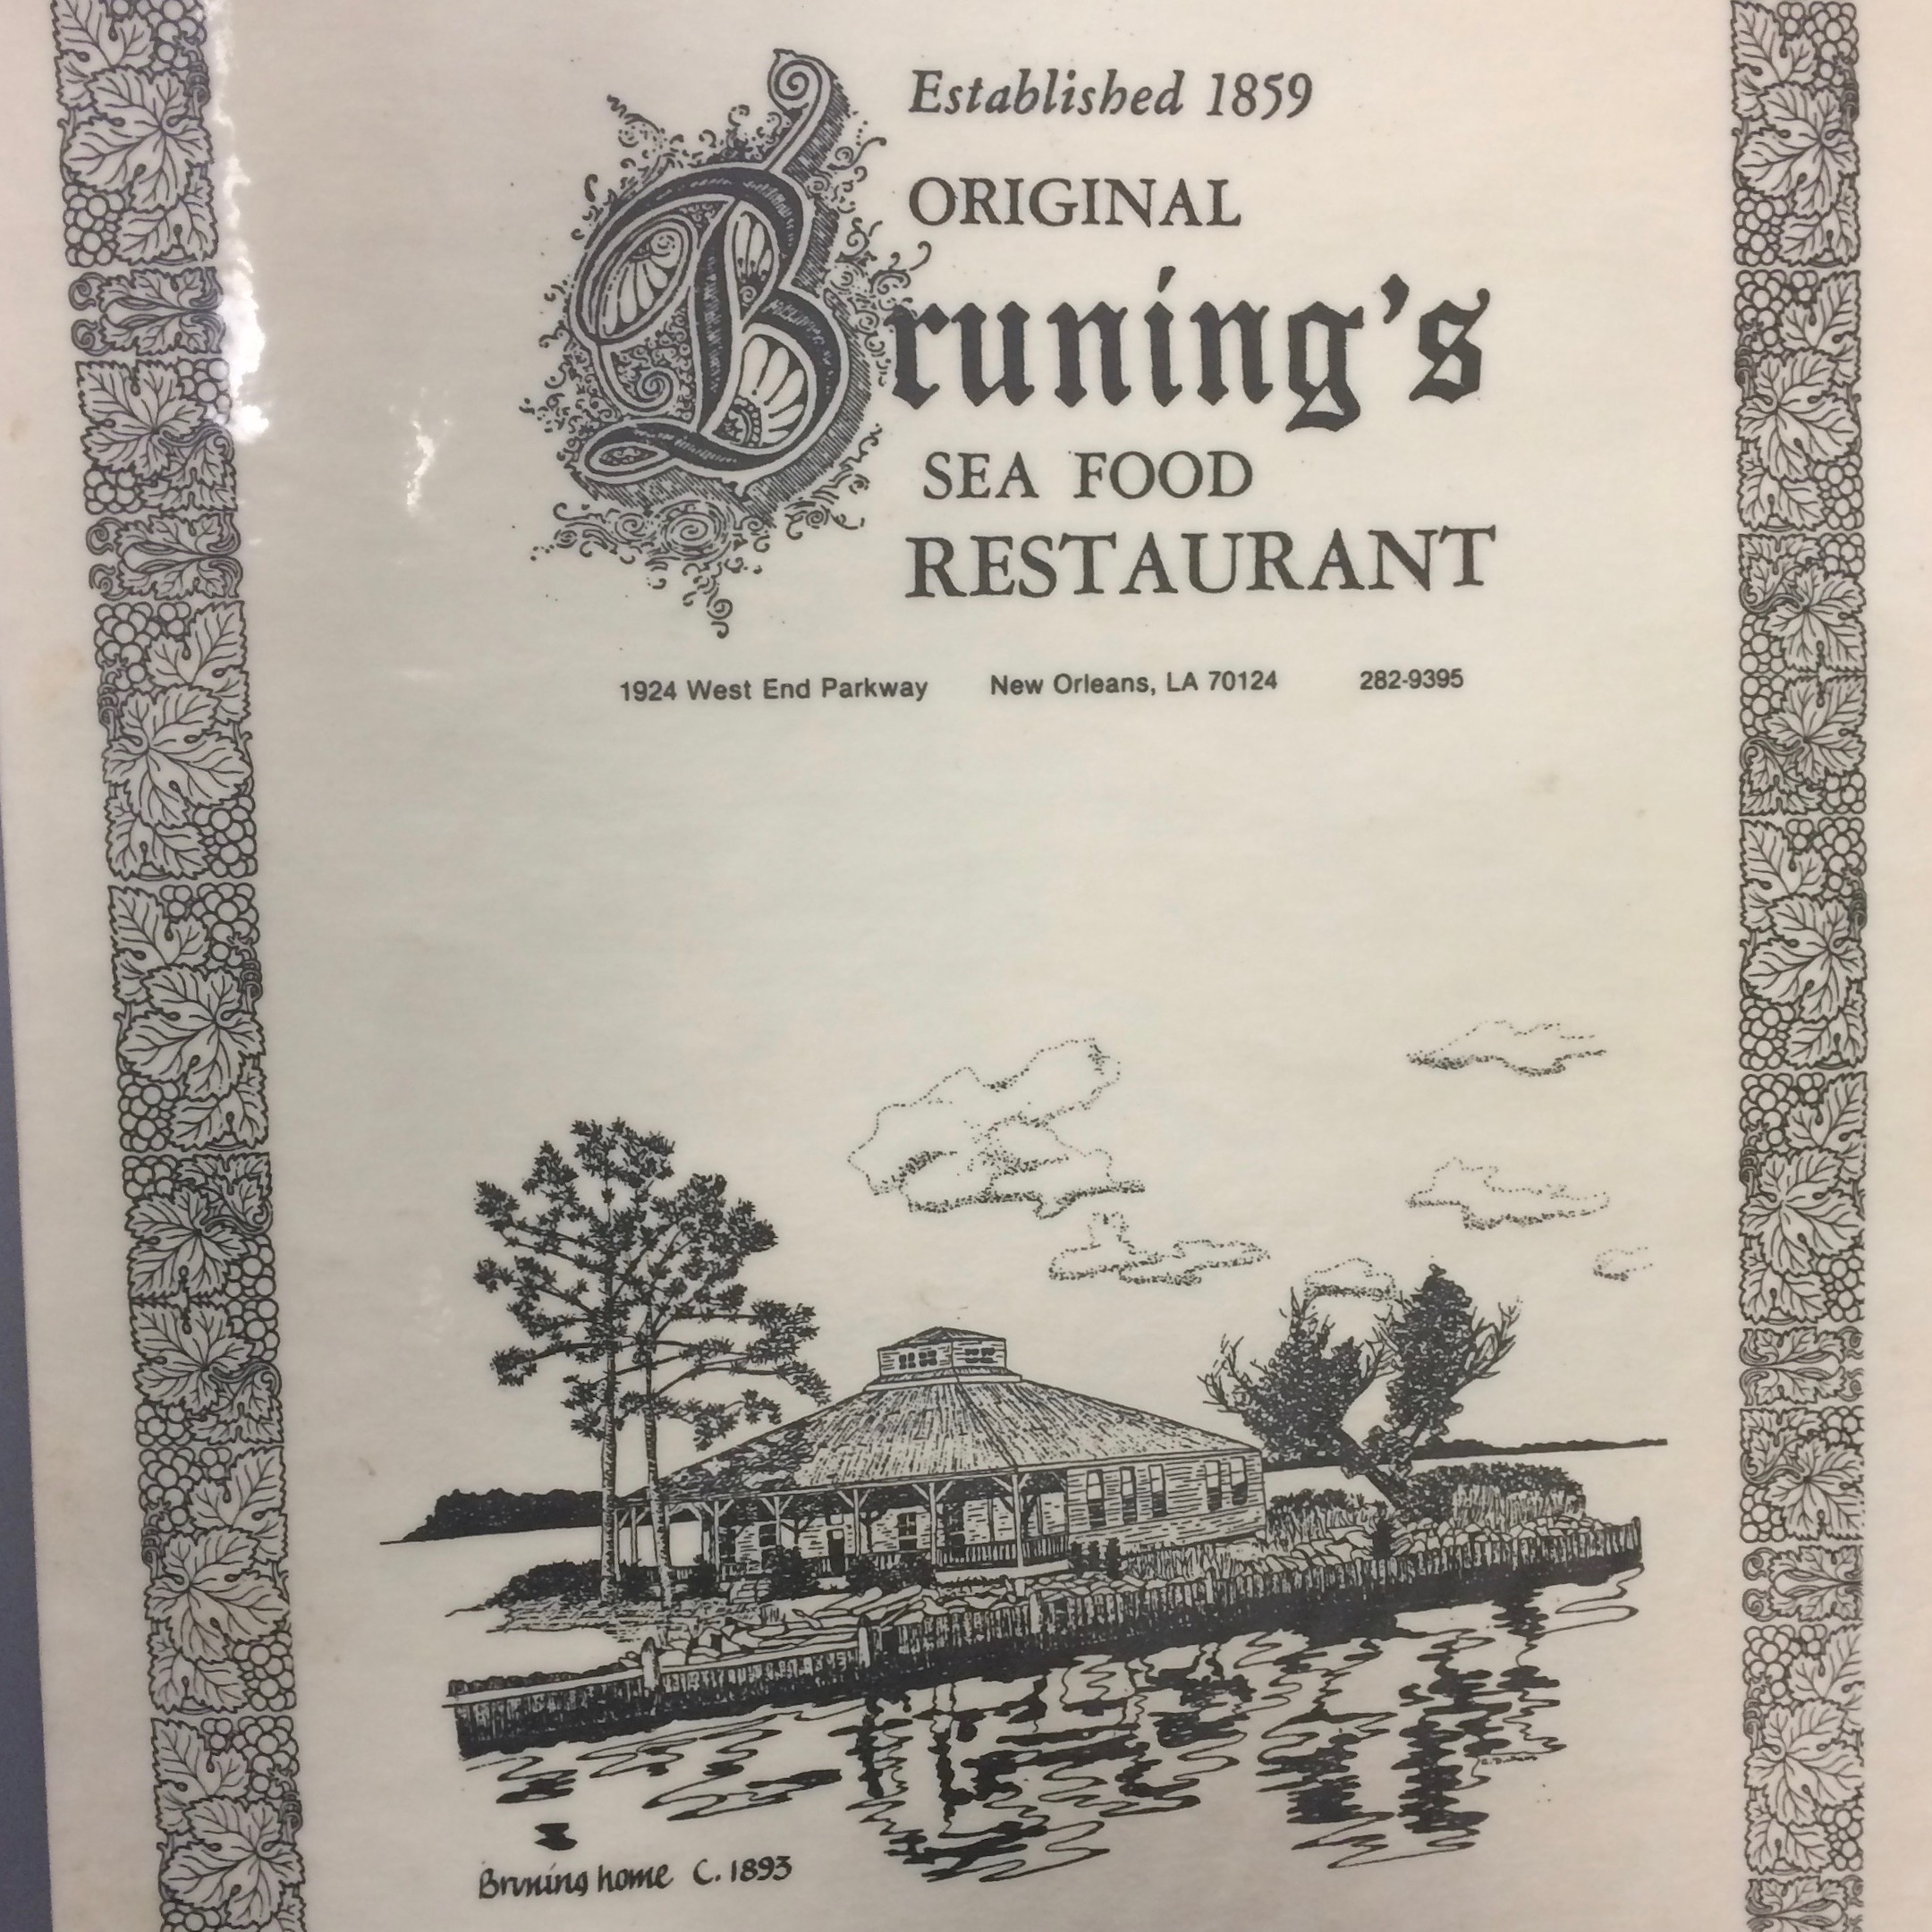 Established 1859
ORIGINAL
Bruning's
SEA FOOD
RESTAURANT
1924 West End Parkway New Orleans, LA 70124 282-9395
Bruning home C. 1893